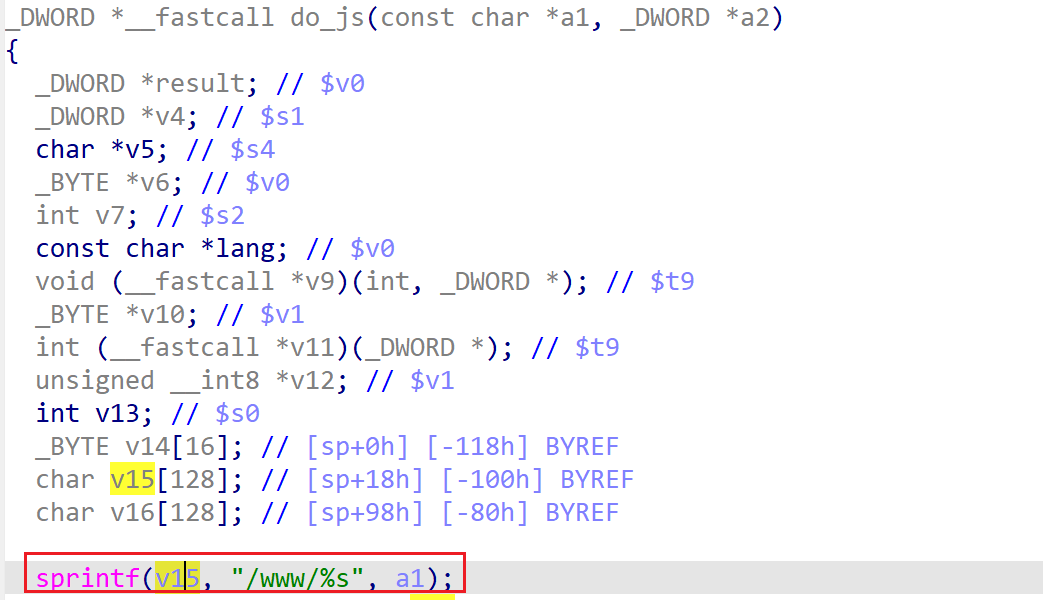 _DWORD *__fastcall do_js(const char *a1, _DWORD *a2)
{
_DWORD *result; // $v0
_DWORD *v4; // $s1
char *v5; // $s4
_BYTE *v6; // $v0
int v7; // $s2
const char *lang; // $v0
void (__fastcall *v9)(int, _DWORD *); // $t9
_BYTE *v10; // $v1
int (__fastcall *v11)(_DWORD *); // $t9
unsigned __int8 *v12; // $v1
int v13; // $s0
_BYTE v14[16]; // [sp+0h] [-118h] BYREF
char v15[128]; // [sp+18h] [-100h] BYREF
char v16[128]; // [sp+98h] [-80h] BYREF
sprintf(v15, "/www/%s", a1);